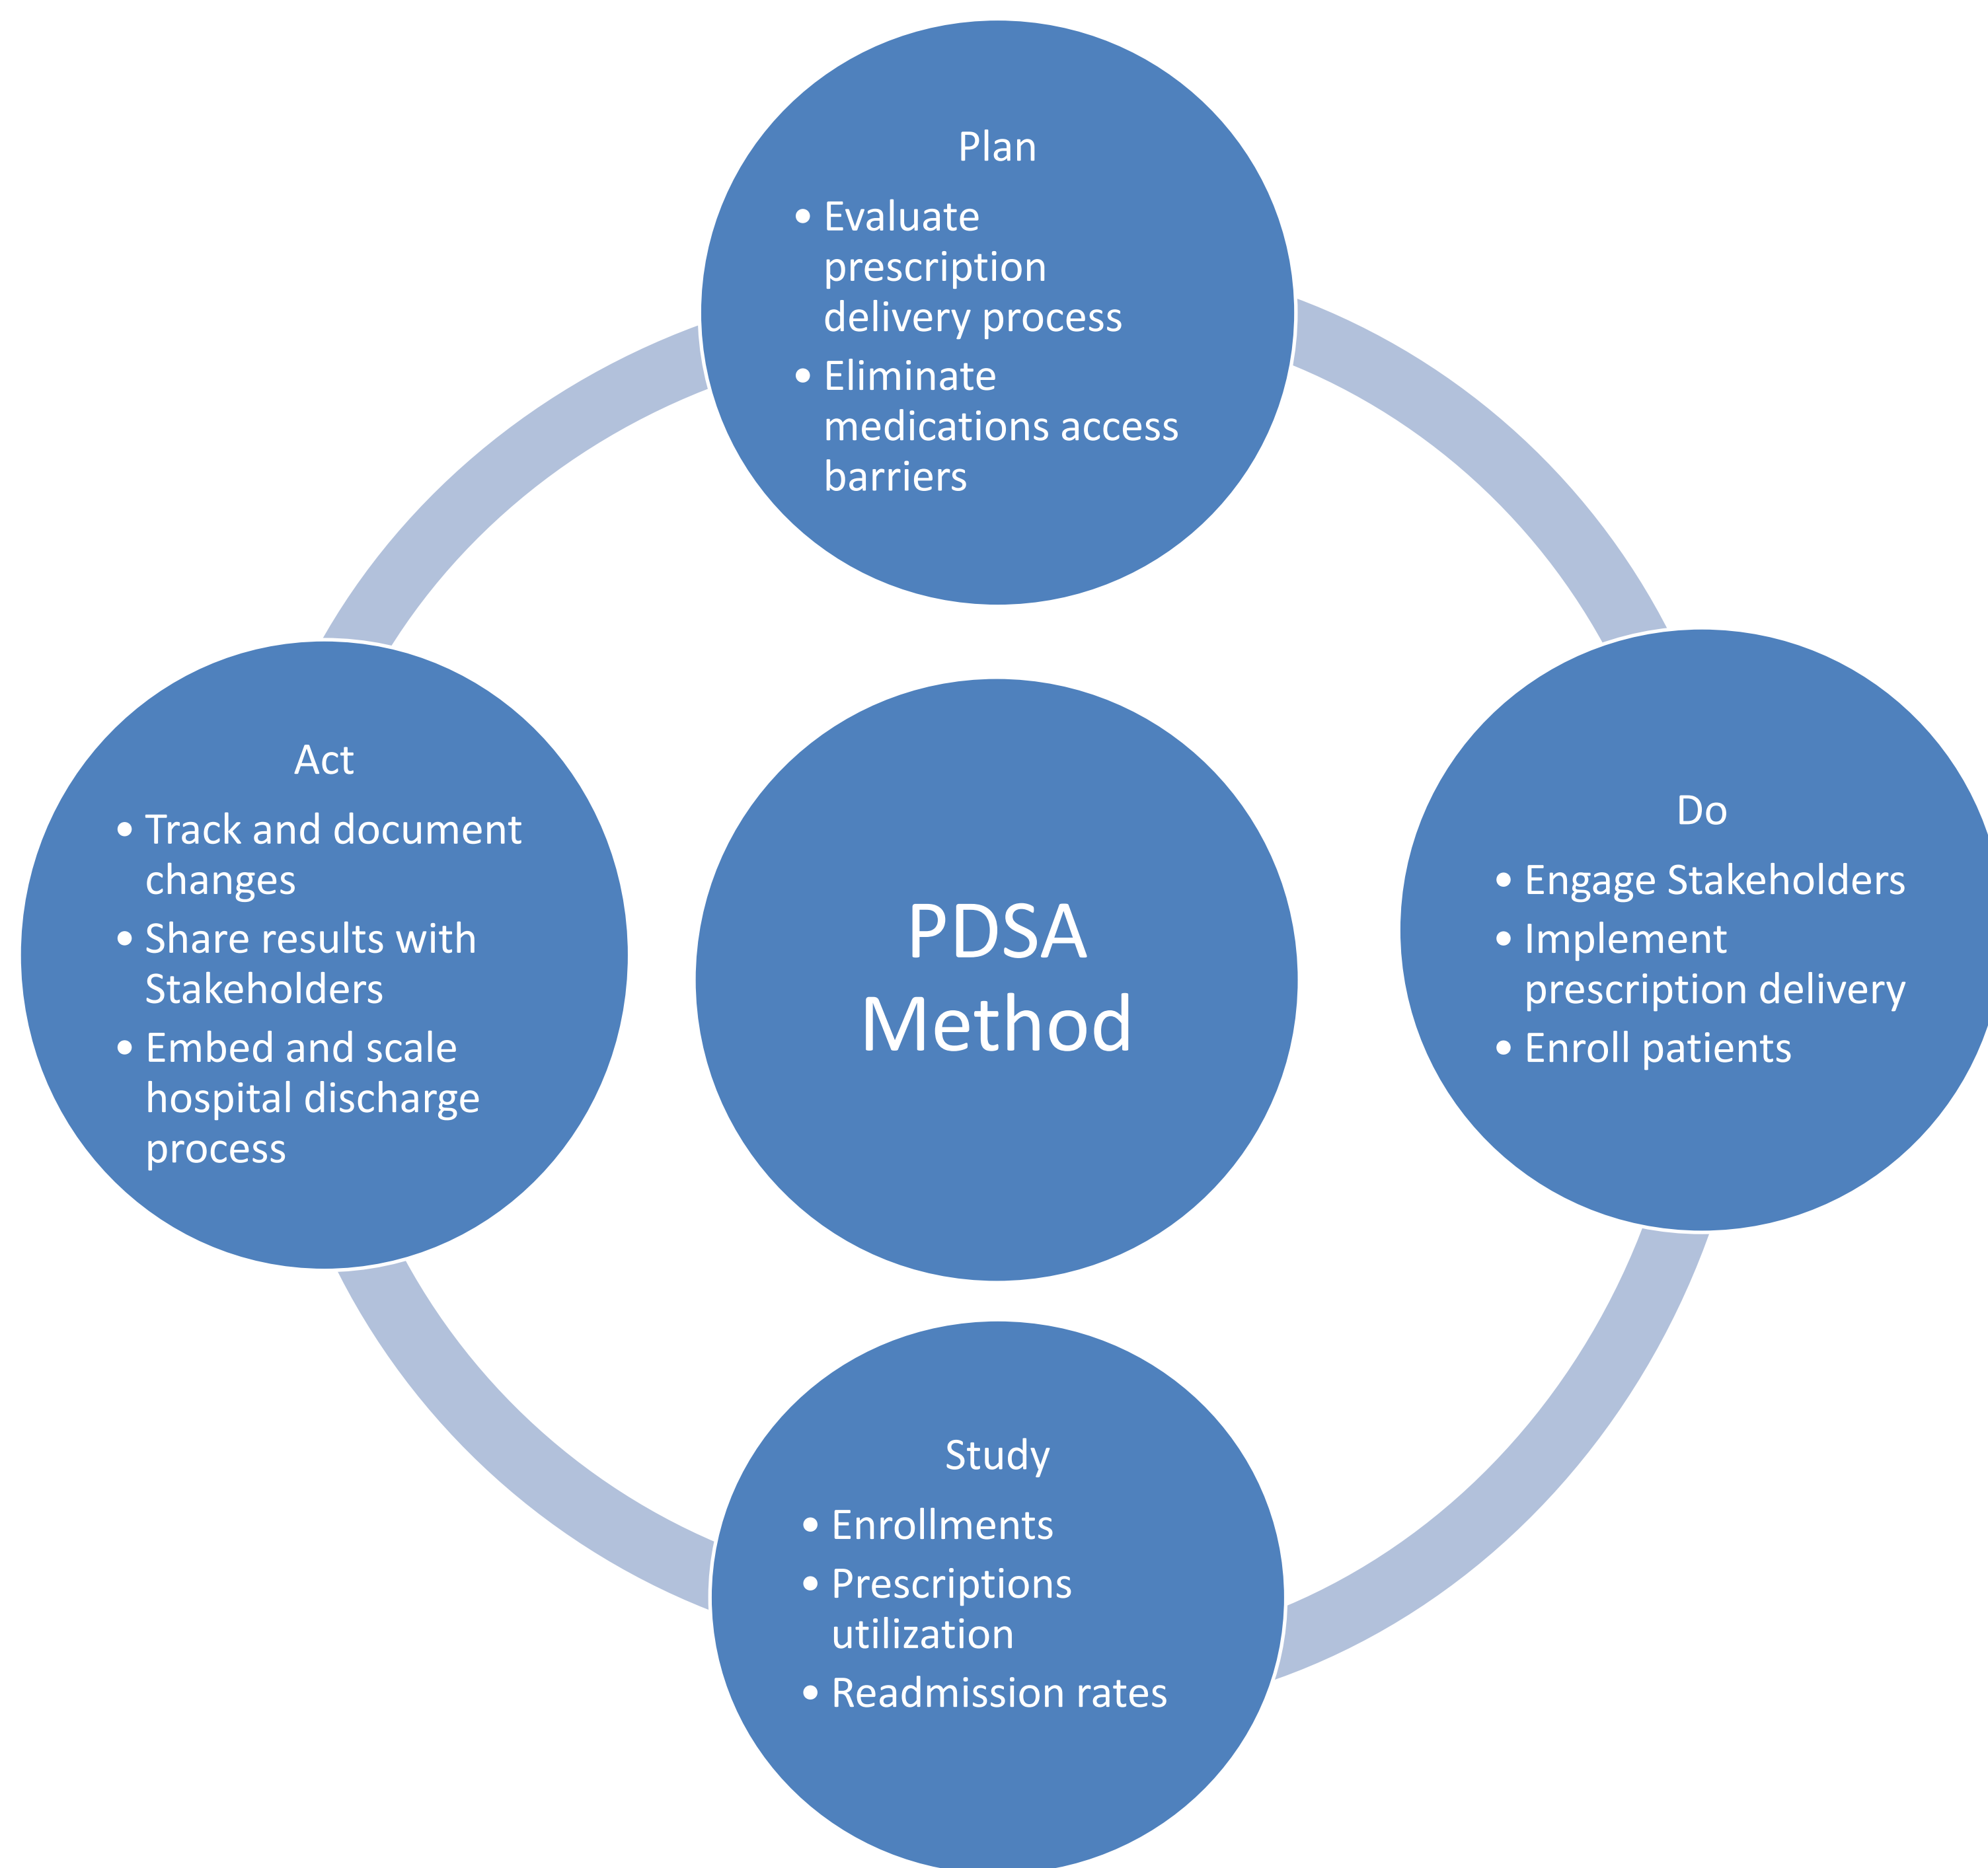 Plan
• Evaluate
prescription
delivery process
• Eliminate
medications access
barriers
Act
• Track and document
changes
• Share results with
Stakeholders
• Embed and scale
hospital discharge
process
PDSA
Method
Do
• Engage Stakeholders
• Implement
prescription delivery
• Enroll patients
Study
• Enrollments
• Prescriptions
utilization
• Readmission rates